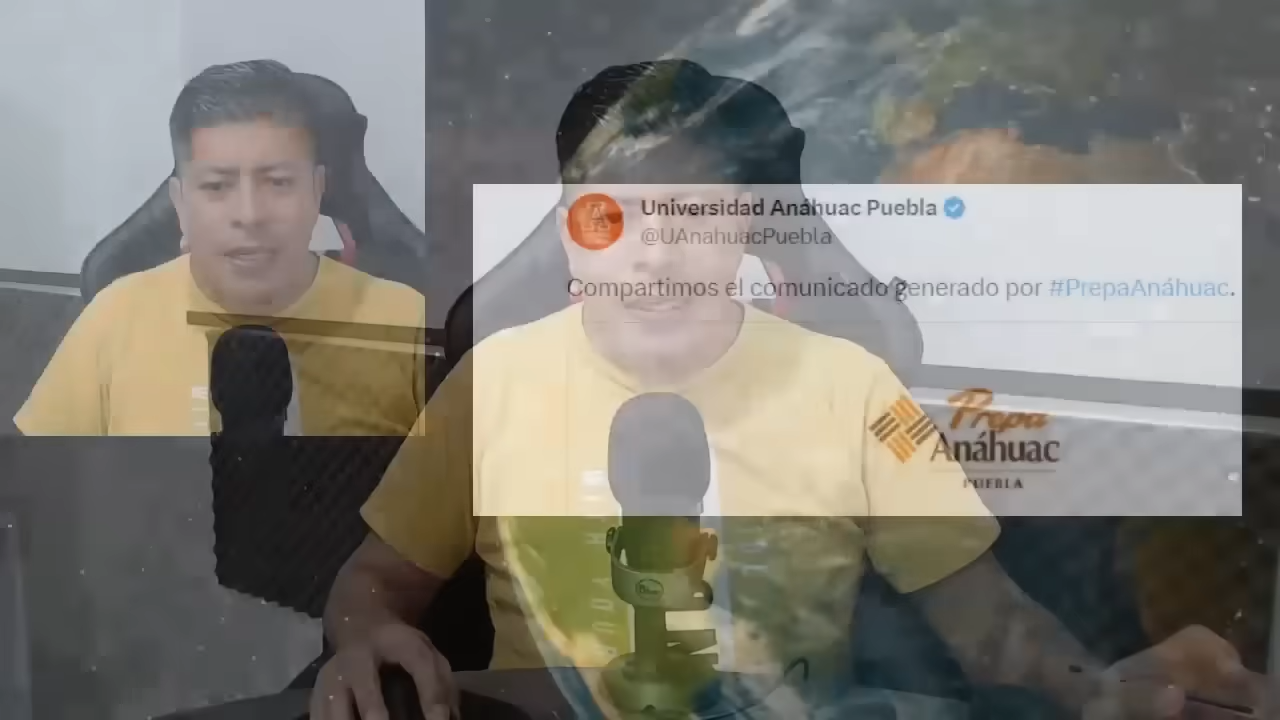 Universidad Anáhuac Puebla
@UAnahuacPuebla
Compartimos el comunicado generado por #PrepaAnáhuac.
Prepa
Anáhuac
PUEBLA